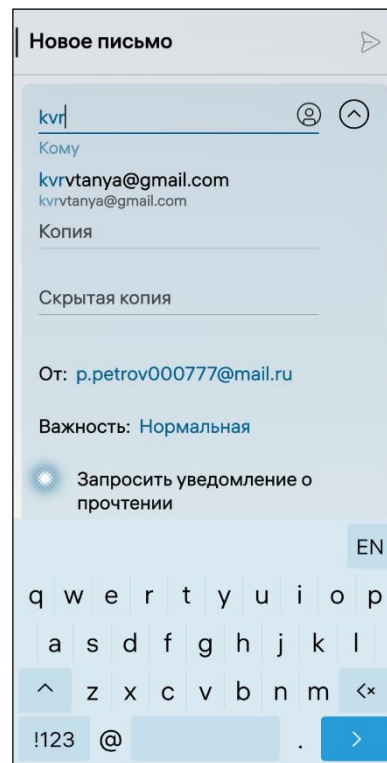 Новое письмо
kvr
Кому
kvrvtanya@gmail.com
kvrvtanya@gmail.com
Копия
Скрытая копия
От: p.petrov000777@mail.ru
Важность: Нормальная
Запросить уведомление о
прочтении
EN
q w e r t y u i o p
a s d f g h j k l
z x c v b n m
!123 @ .